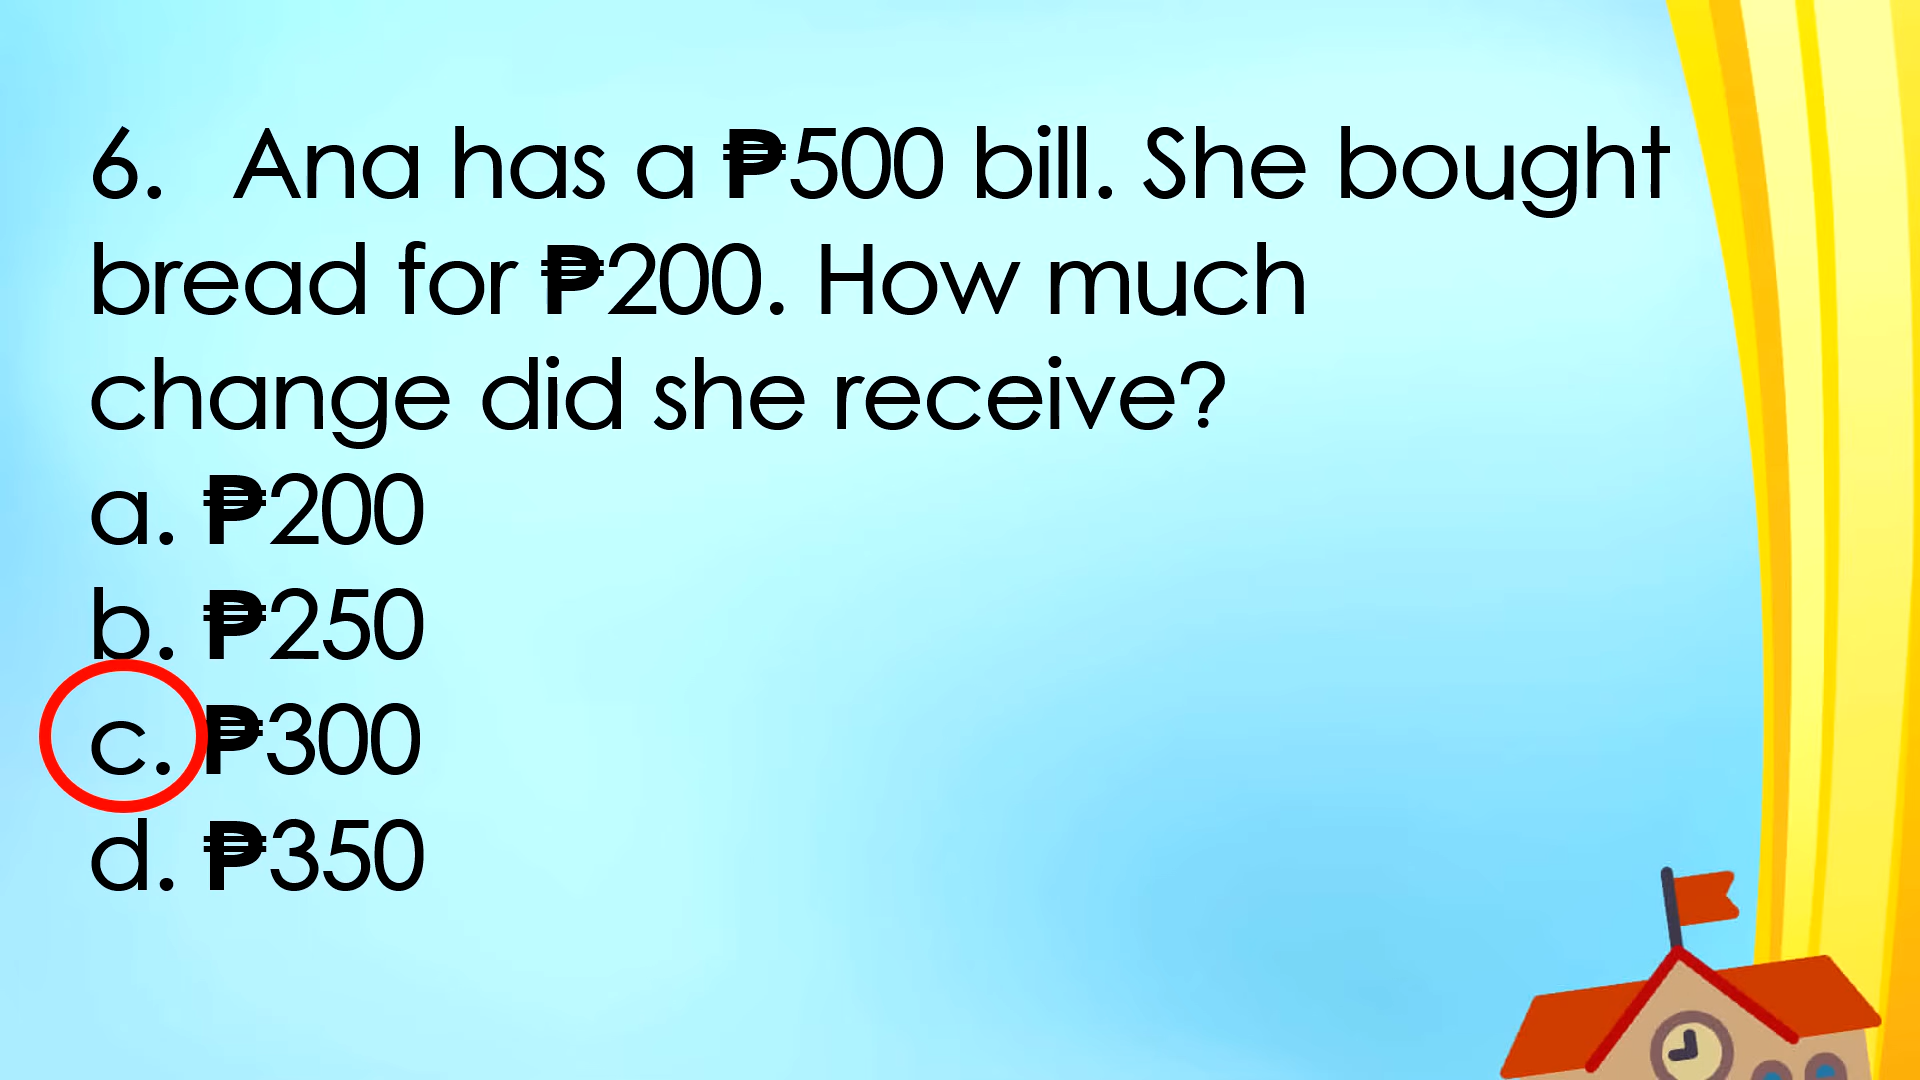 6. Ana has a ₱500 bill. She bought
bread for ₱200. How much
change did she receive?
a. ₱200
b. ₱250
c. ₱300
d. ₱350